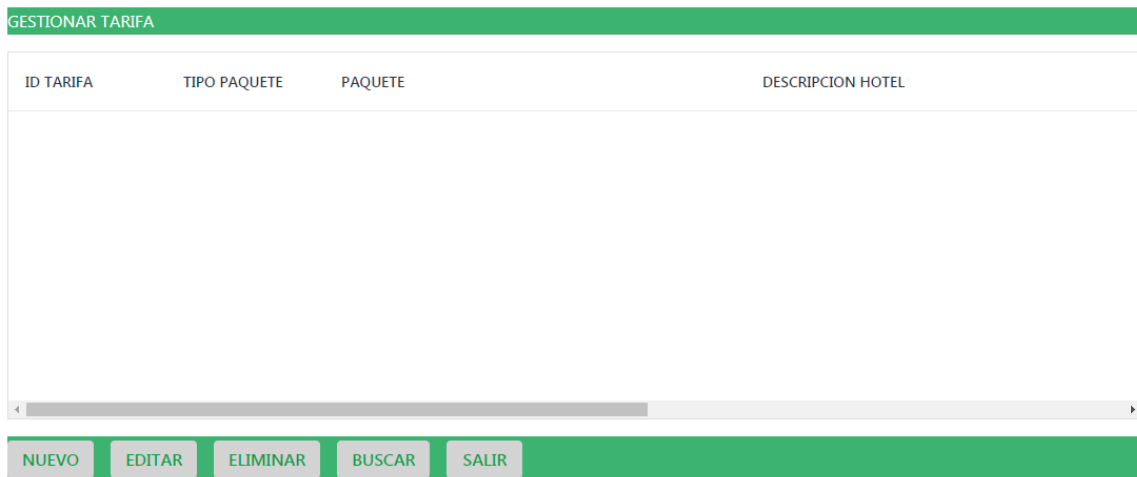 GESTIONAR TARIFA
ID TARIFA TIPO PAQUETE PAQUETE DESCRIPCION HOTEL
NUEVO EDITAR ELIMINAR BUSCAR SALIR